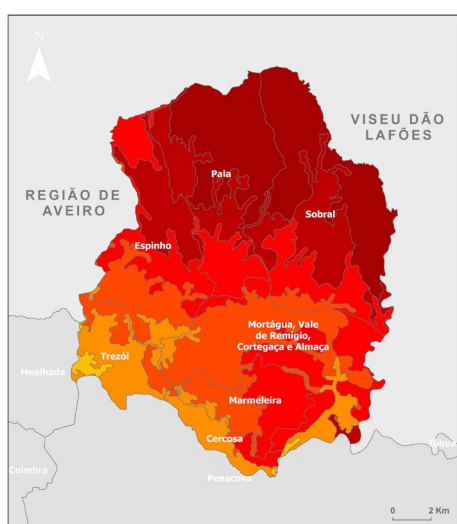 N
VISEU DÃO
LAFÕES
Pala
REGIÃO DE
AVEIRO
Sobral
Espinho
Mortágua, Vale
de Remígio,
Cortegaça e Almaça
Trezói
Mealhada
Marmeleira
Cercosa
Tábua
Coimbra
Penacova
0 2 Km